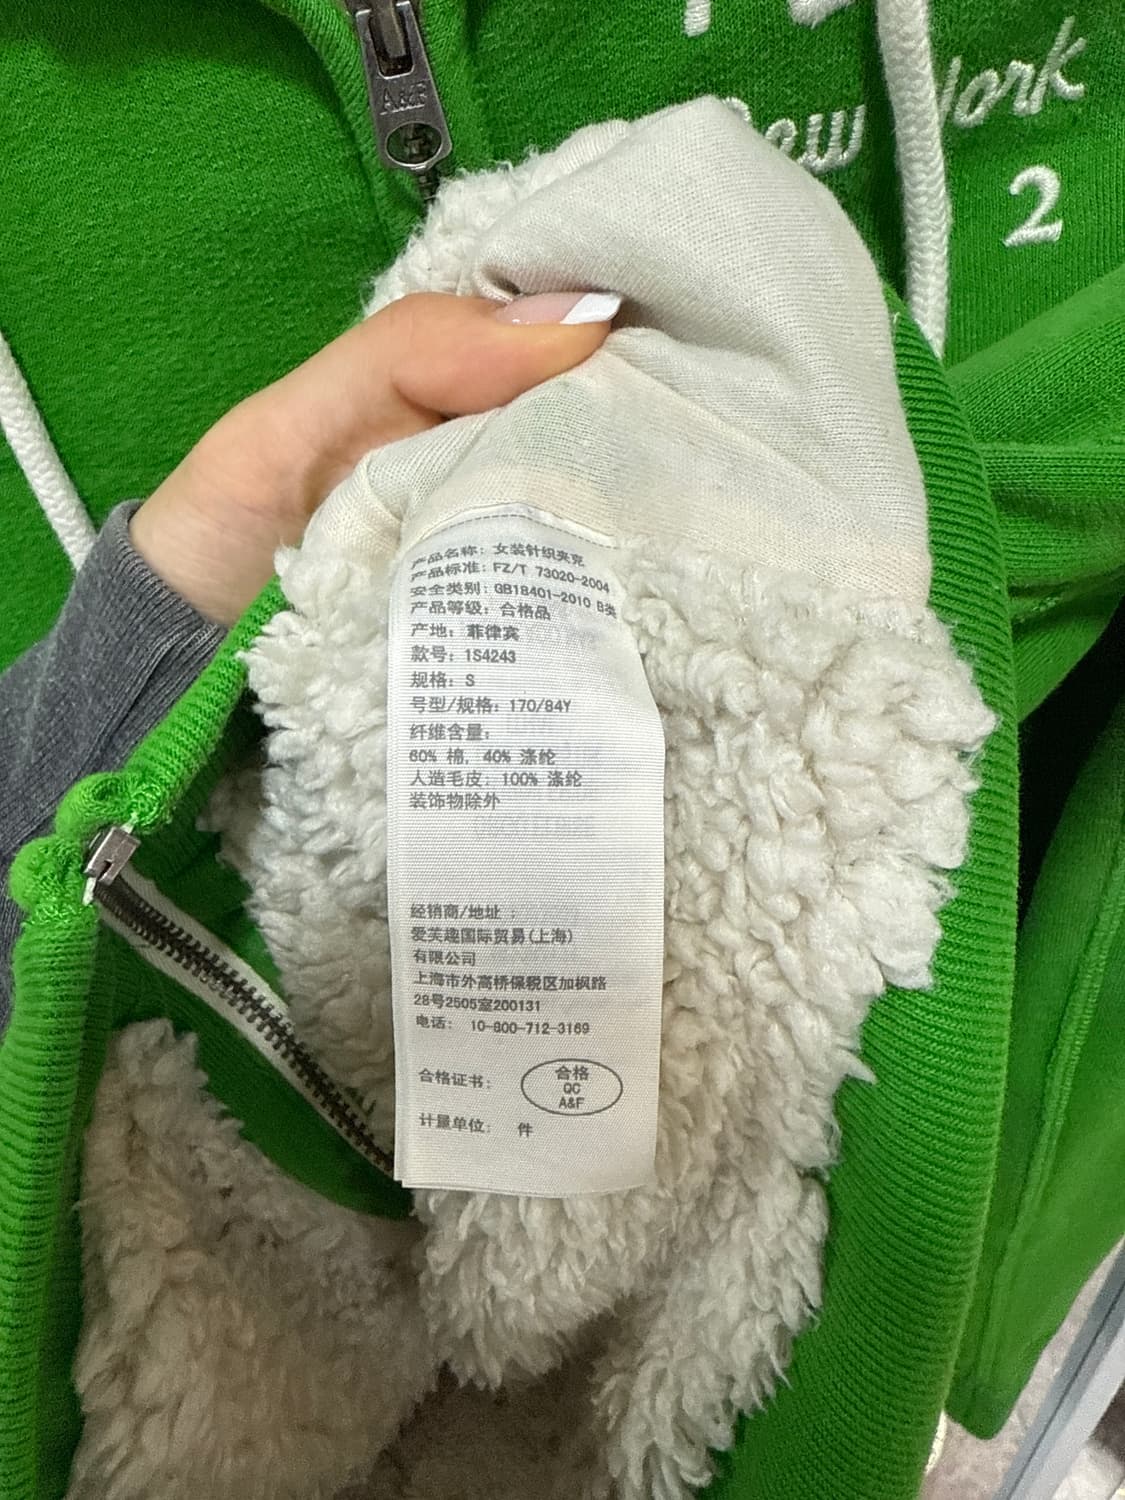 A&F
New York
2
产品名称: 女装针织夹克
产品标准: FZ/T 73020-2004
安全类别: GB18401-2010 B类
产品等级: 合格品
产地: 菲律宾
款号: 1S4243
规格: S
号型/规格: 170/84Y
纤维含量:
60% 棉, 40% 涤纶
人造毛皮: 100% 涤纶
装饰物除外
经销商/地址 :
爱芙趣国际贸易(上海)
有限公司
上海市外高桥保税区加枫路
28号2505室200131
电话: 10-800-712-3169
合格证书:
合格
QC
A&F
计量单位: 件